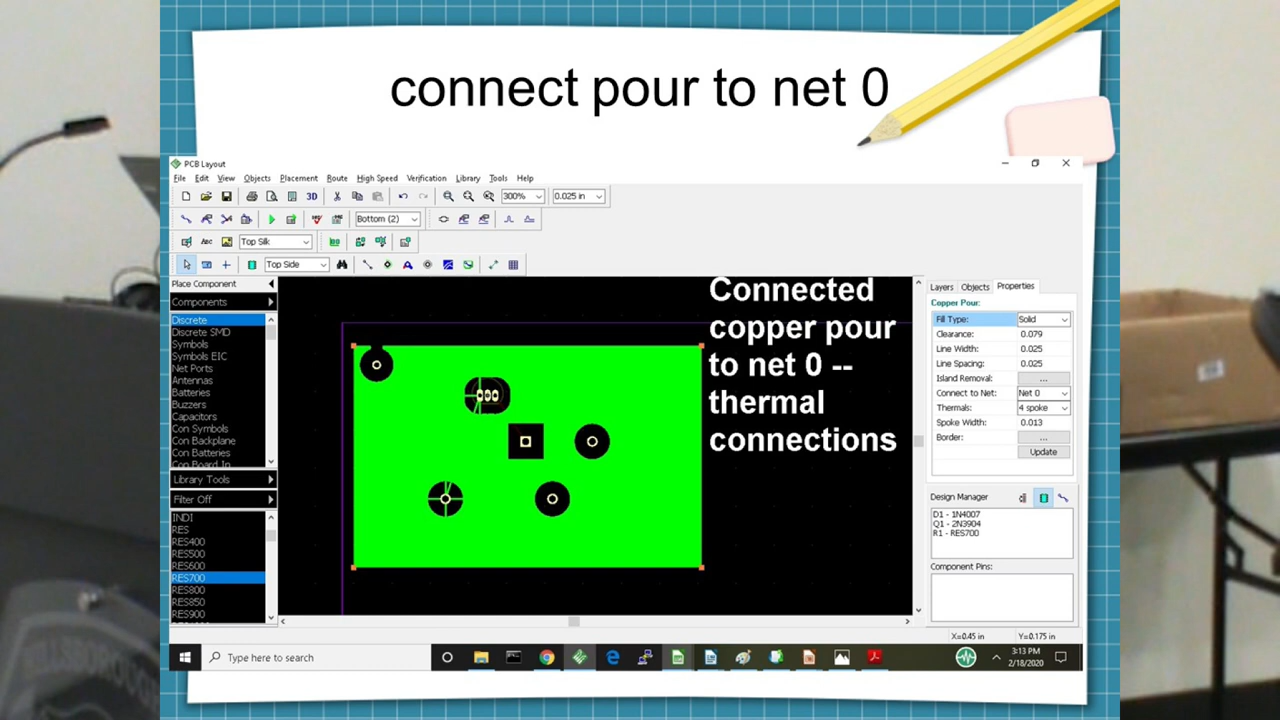 connect pour to net 0
PCB Layout
File Edit View Objects Placement Route High Speed Verification Library Tools Help
3D 300% 0.025 in
Bottom (2)
Abc Top Silk
Top Side
Place Component
Components
Discrete
Discrete SMD
Symbols
Symbols EIC
Net Ports
Antennas
Batteries
Buzzers
Capacitors
Con Symbols
Con Backplane
Con Batteries
Con Board In
Library Tools
Filter Off
INDI
RES
RES400
RES500
RES600
RES700
RES800
RES850
RES900
Connected
copper pour
to net 0 --
thermal
connections
Layers Objects Properties
Copper Pour:
Fill Type: Solid
Clearance: 0.079
Line Width: 0.025
Line Spacing: 0.025
Island Removal: ...
Connect to Net: Net 0
Thermals: 4 spoke
Spoke Width: 0.013
Border: ...
Update
Design Manager
D1 - 1N4007
Q1 - 2N3904
R1 - RES700
Component Pins:
X=0.45 in Y=0.175 in
Type here to search
3:13 PM
2/18/2020